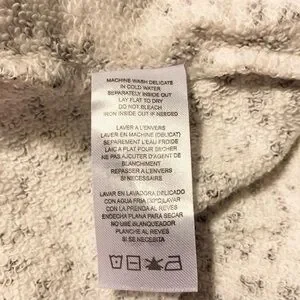 MACHINE WASH DELICATE
IN COLD WATER
SEPARATELY INSIDE OUT
LAY FLAT TO DRY
DO NOT BLEACH
IRON INSIDE OUT IF NEEDED
LAVER A L'ENVERS
LAVER EN MACHINE (DELICAT)
SEPAREMENT L'EAU FROIDE
LAIC A PLAT POUR SECHER
NE PAS AJOUTER D'AGENT DE
BLANCHIMENT
REPASSER A L'ENVERS
SI NECESSAIRE
LAVAR EN LAVADORA DELICADO
CON AGUA FRIA (30°C)LAVAR
CON LA PRENDA AL REVES
ENDECHA PLANA PARA SECAR
NO USE BLANQUEADOR
PLANCHE AL REVES
SI SE NECESITA